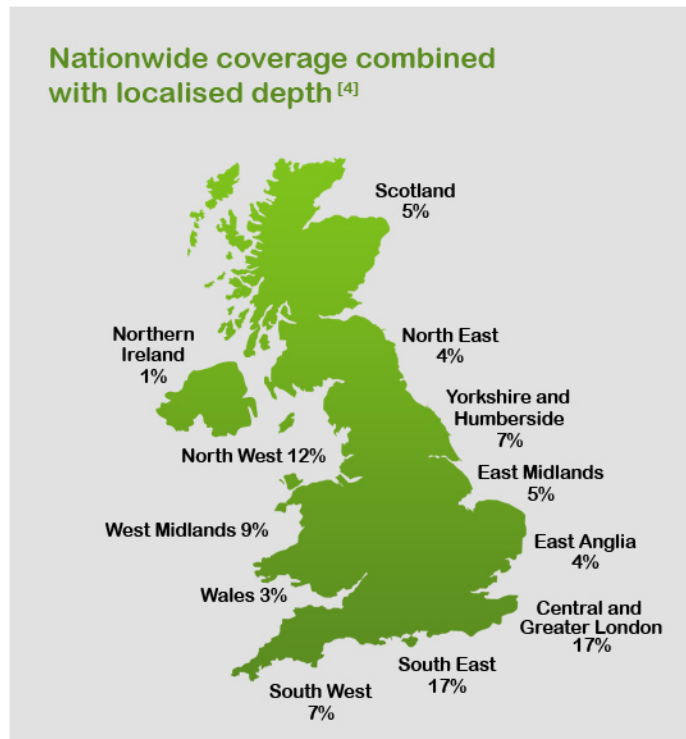 Nationwide coverage combined
with localised depth [4]
Scotland
5%
Northern
Ireland
1%
North East
4%
Yorkshire and
Humberside
7%
North West 12%
East Midlands
5%
West Midlands 9%
East Anglia
4%
Wales 3%
Central and
Greater London
17%
South East
17%
South West
7%